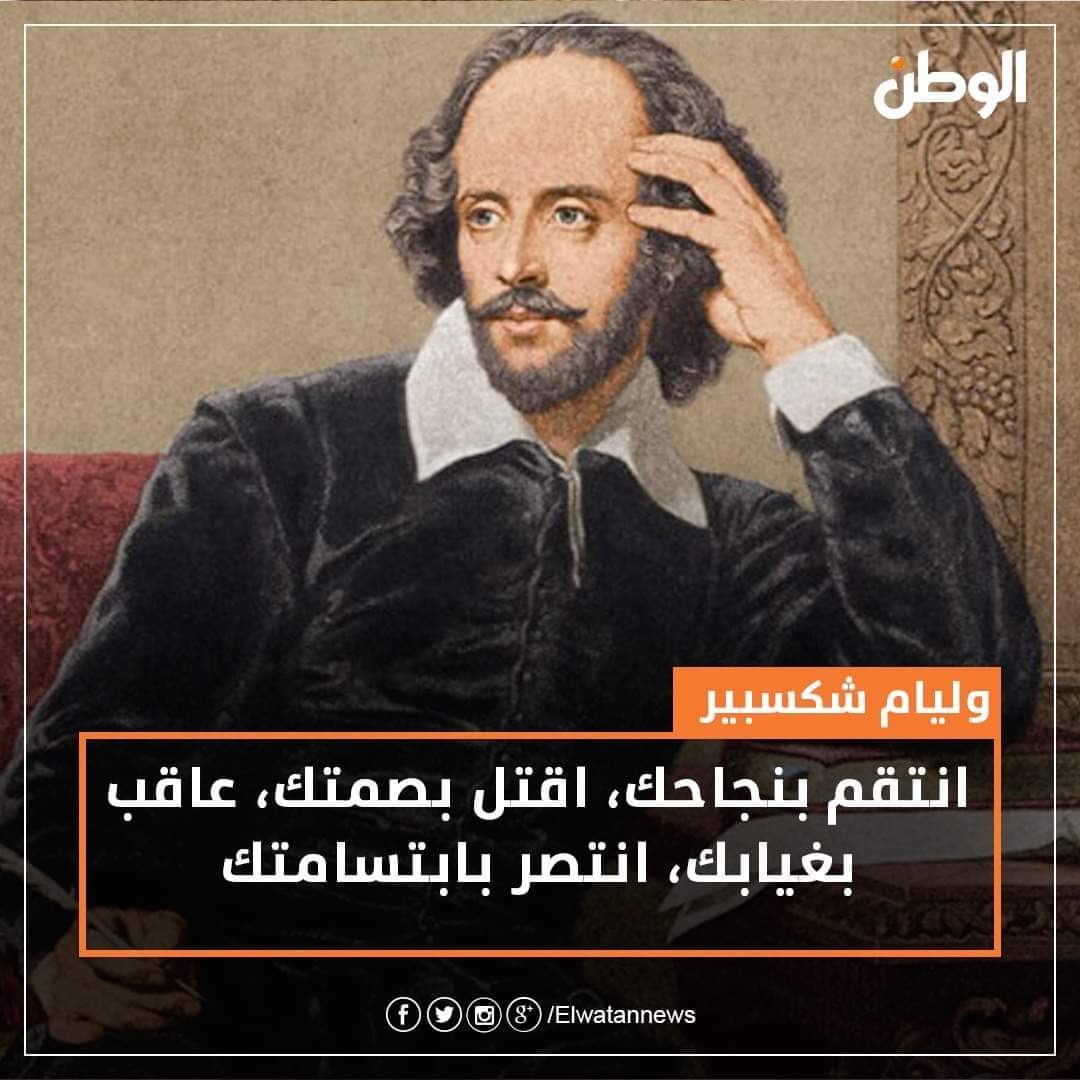 الوطن
وليام شكسبير
انتقم بنجاحك، اقتل بصمتك، عاقب
بغيابك، انتصر بابتسامتك
/Elwatannews